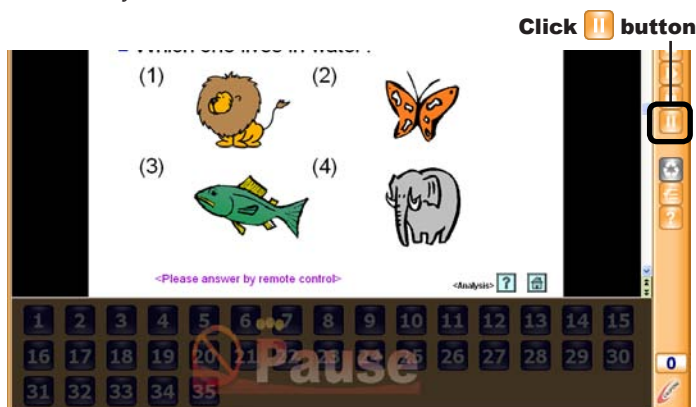 Click button
Which one lives in water?
(1) (2)
(3) (4)
<Please answer by remote control>
<Analysis> ?
?
1 2 3 4 5 6 7 8 9 10 11 12 13 14 15
16 17 18 19 20 21 22 23 24 25 26 27 28 29 30
31 32 33 34 35
Pause
0